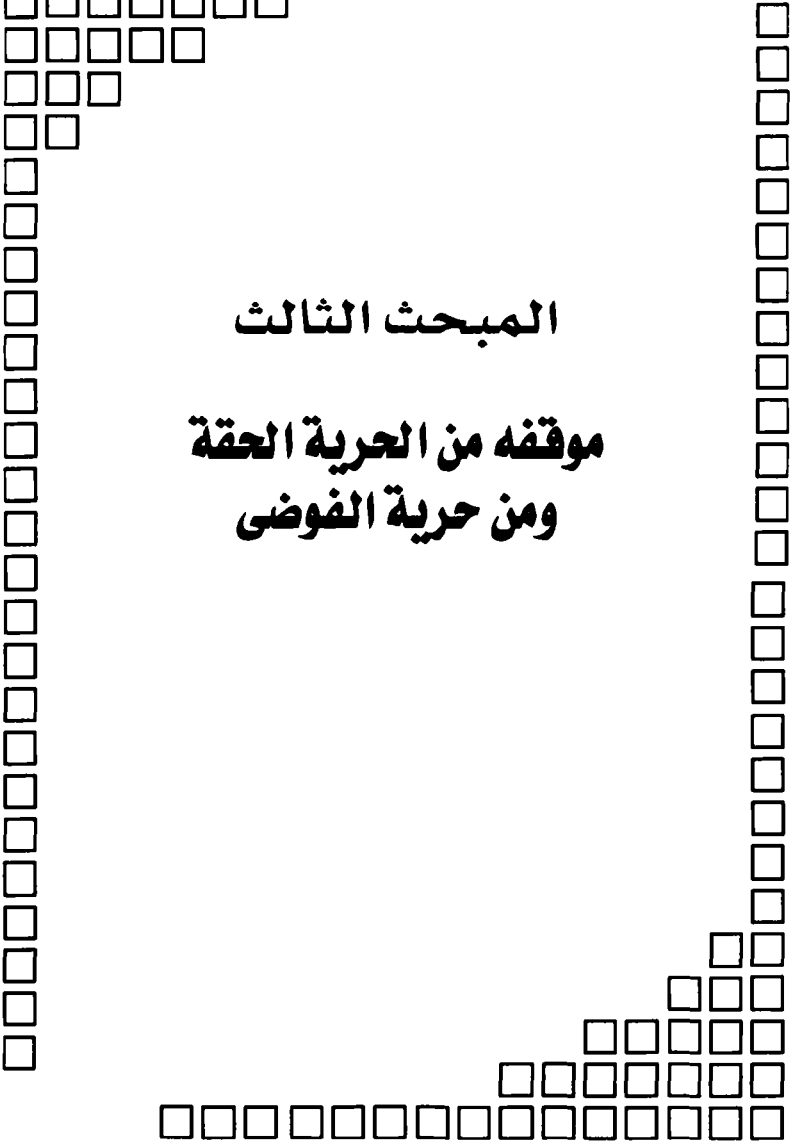 المبحث الثالث
موقفه من الحرية الحقة
ومن حرية الفوضى